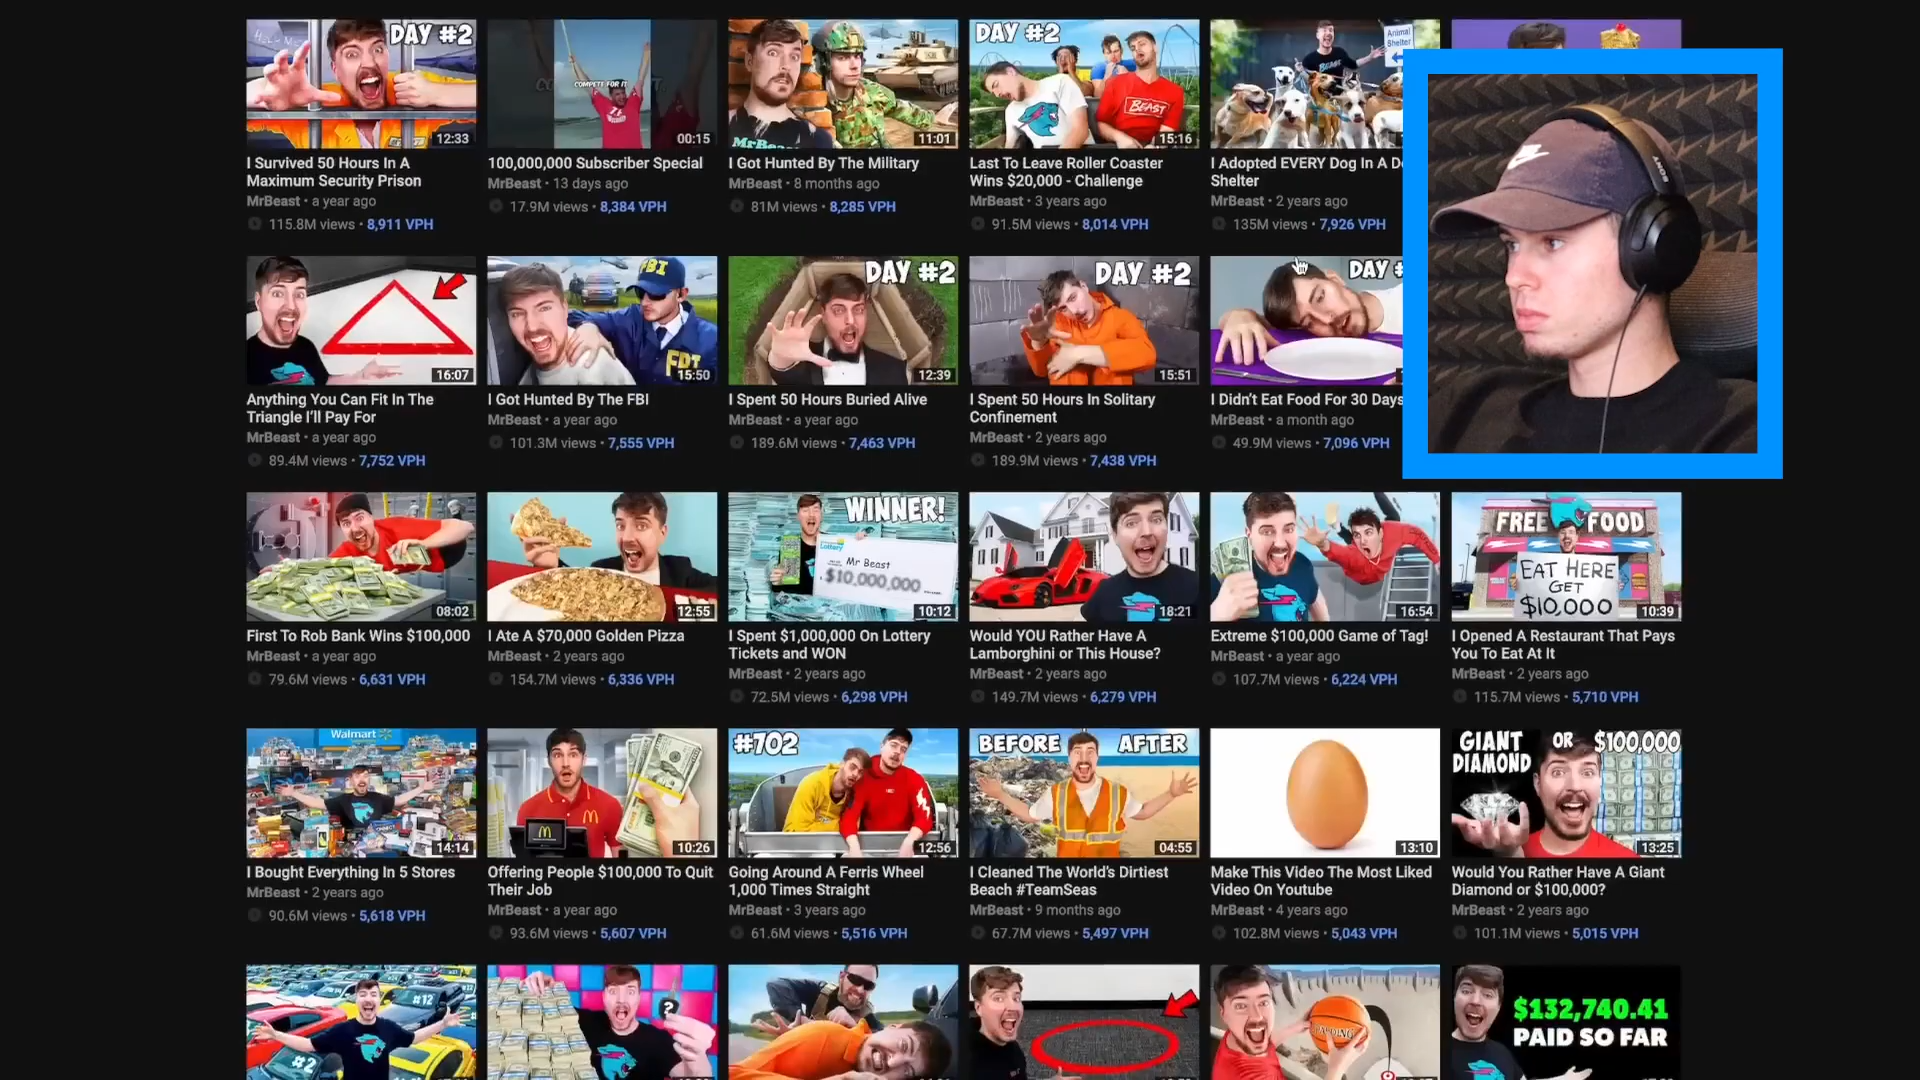 DAY #2
12:33
I Survived 50 Hours In A
Maximum Security Prison
MrBeast • a year ago
115.8M views • 8,911 VPH
COMPETE FOR IT
00:15
100,000,000 Subscriber Special
MrBeast • 13 days ago
17.9M views • 8,384 VPH
11:01
I Got Hunted By The Military
MrBeast • 8 months ago
81M views • 8,285 VPH
DAY #2
BEAST
15:16
Last To Leave Roller Coaster
Wins $20,000 - Challenge
MrBeast • 3 years ago
91.5M views • 8,014 VPH
Animal
Shelter
BEAST
I Adopted EVERY Dog In A
Shelter
MrBeast • 2 years ago
135M views • 7,926 VPH
SONY
16:07
Anything You Can Fit In The
Triangle I'll Pay For
MrBeast • a year ago
89.4M views • 7,752 VPH
FBI
FBI
15:50
I Got Hunted By The FBI
MrBeast • a year ago
101.3M views • 7,555 VPH
DAY #2
12:39
I Spent 50 Hours Buried Alive
MrBeast • a year ago
189.6M views • 7,463 VPH
DAY #2
15:51
I Spent 50 Hours In Solitary
Confinement
MrBeast • 2 years ago
189.9M views • 7,438 VPH
DAY
I Didn't Eat Food For 30 Days
MrBeast • a month ago
49.9M views • 7,096 VPH
08:02
First To Rob Bank Wins $100,000
MrBeast • a year ago
79.6M views • 6,631 VPH
12:55
I Ate A $70,000 Golden Pizza
MrBeast • 2 years ago
154.7M views • 6,336 VPH
WINNER!
Lottery
Mr Beast
$10,000,000
10:12
I Spent $1,000,000 On Lottery
Tickets and WON
MrBeast • 2 years ago
72.5M views • 6,298 VPH
18:21
Would YOU Rather Have A
Lamborghini or This House?
MrBeast • 2 years ago
149.7M views • 6,279 VPH
16:54
Extreme $100,000 Game of Tag!
MrBeast • a year ago
107.7M views • 6,224 VPH
FREE FOOD
EAT HERE
GET
$10,000
10:39
I Opened A Restaurant That Pays
You To Eat At It
MrBeast • 2 years ago
115.7M views • 5,710 VPH
Walmart
14:14
I Bought Everything In 5 Stores
MrBeast • 2 years ago
90.6M views • 5,618 VPH
10:26
Offering People $100,000 To Quit
Their Job
MrBeast • a year ago
93.6M views • 5,607 VPH
#702
12:56
Going Around A Ferris Wheel
1,000 Times Straight
MrBeast • 3 years ago
61.6M views • 5,516 VPH
BEFORE AFTER
04:55
I Cleaned The World's Dirtiest
Beach #TeamSeas
MrBeast • 9 months ago
67.7M views • 5,497 VPH
13:10
Make This Video The Most Liked
Video On Youtube
MrBeast • 4 years ago
102.8M views • 5,043 VPH
GIANT OR $100,000
DIAMOND
13:25
Would You Rather Have A Giant
Diamond or $100,000?
MrBeast • 2 years ago
101.1M views • 5,015 VPH
#12
#2
?
SPALDING
$132,740.41
PAID SO FAR